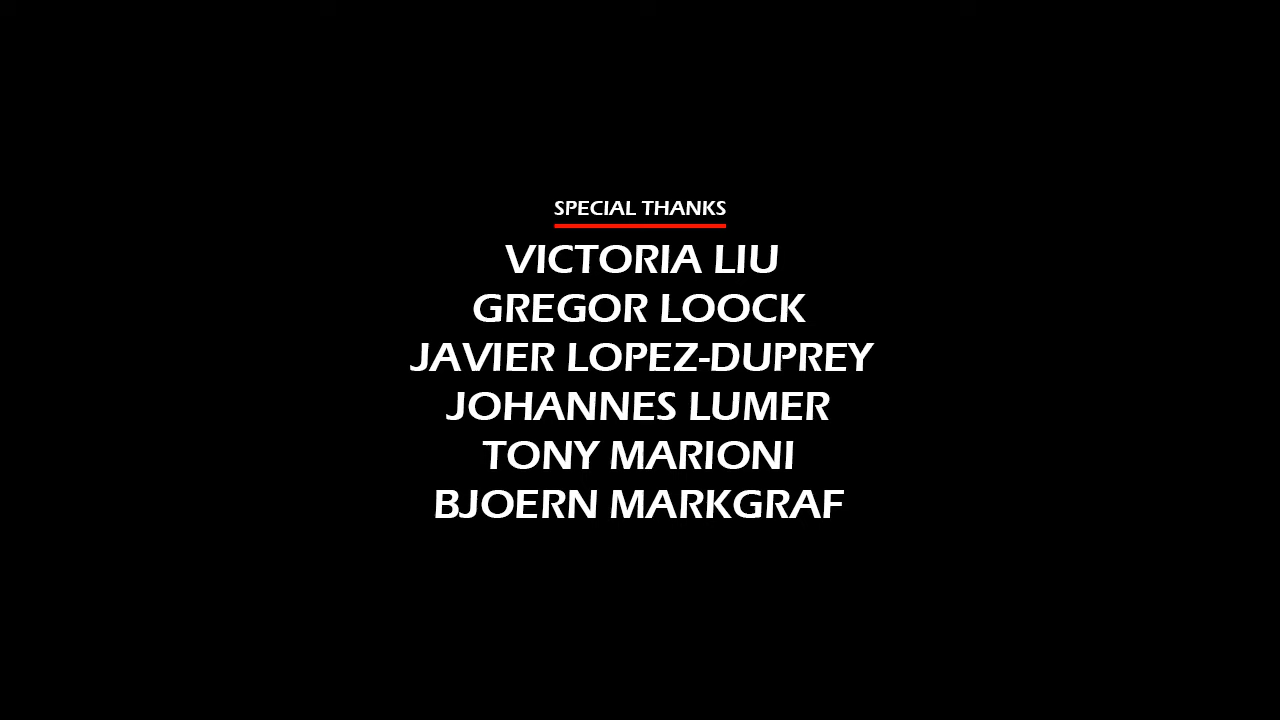 SPECIAL THANKS
VICTORIA LIU
GREGOR LOOCK
JAVIER LOPEZ-DUPREY
JOHANNES LUMER
TONY MARIONI
BJOERN MARKGRAF